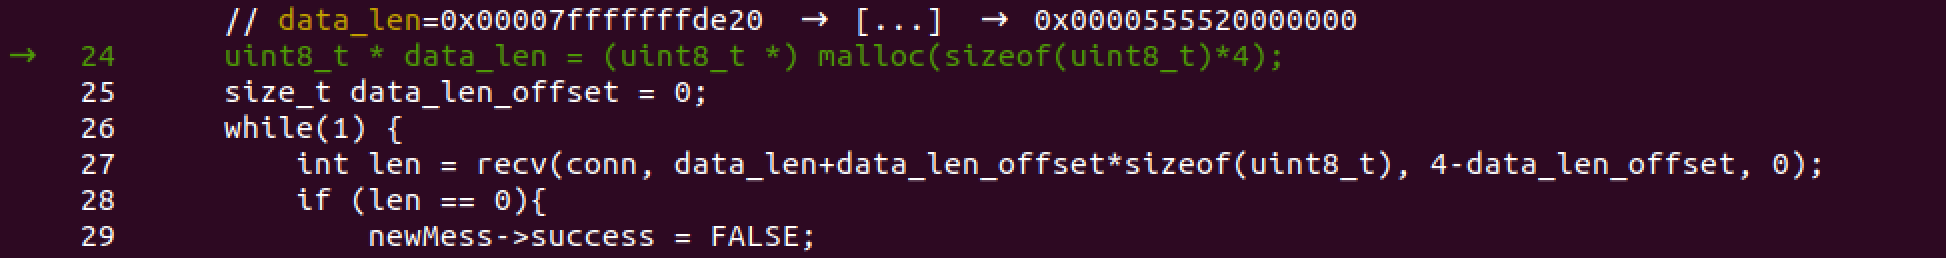 // data_len=0x00007fffffffde20 → [...] → 0x0000555520000000
→ 24 uint8_t * data_len = (uint8_t *) malloc(sizeof(uint8_t)*4);
25 size_t data_len_offset = 0;
26 while(1) {
27 int len = recv(conn, data_len+data_len_offset*sizeof(uint8_t), 4-data_len_offset, 0);
28 if (len == 0){
29 newMess->success = FALSE;